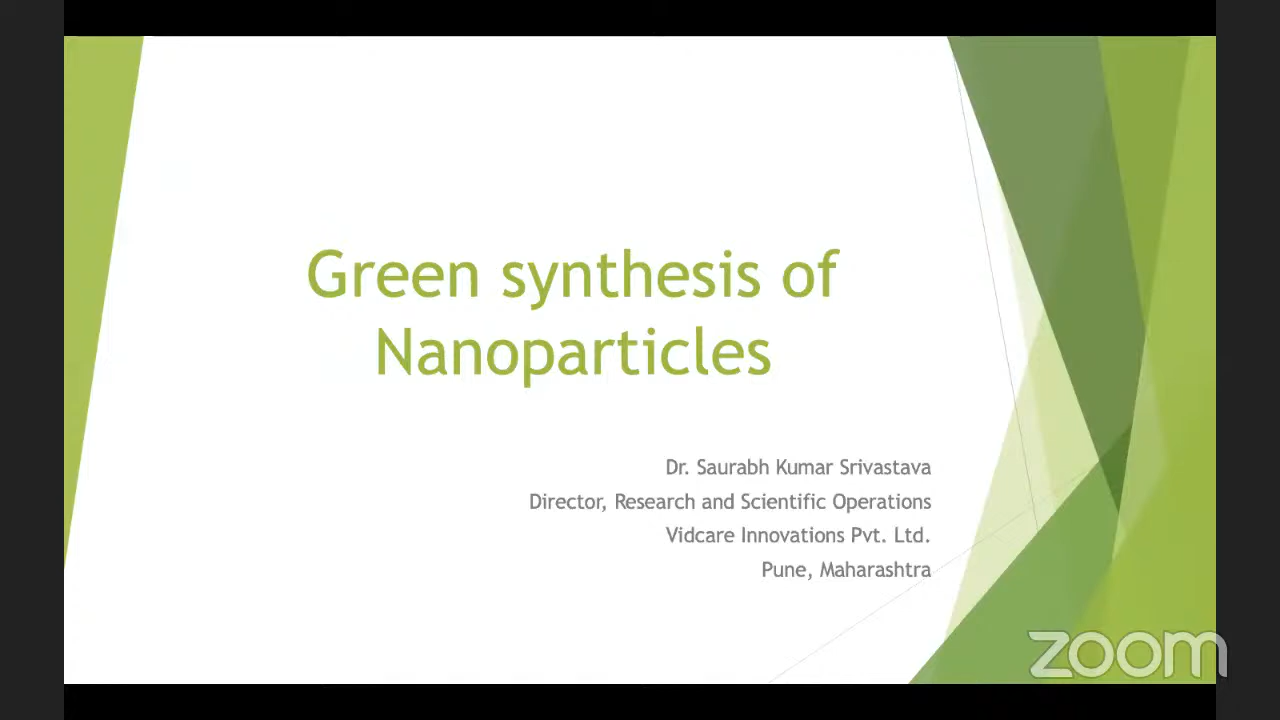 Green synthesis of
Nanoparticles
Dr. Saurabh Kumar Srivastava
Director, Research and Scientific Operations
Vidcare Innovations Pvt. Ltd.
Pune, Maharashtra
zoom